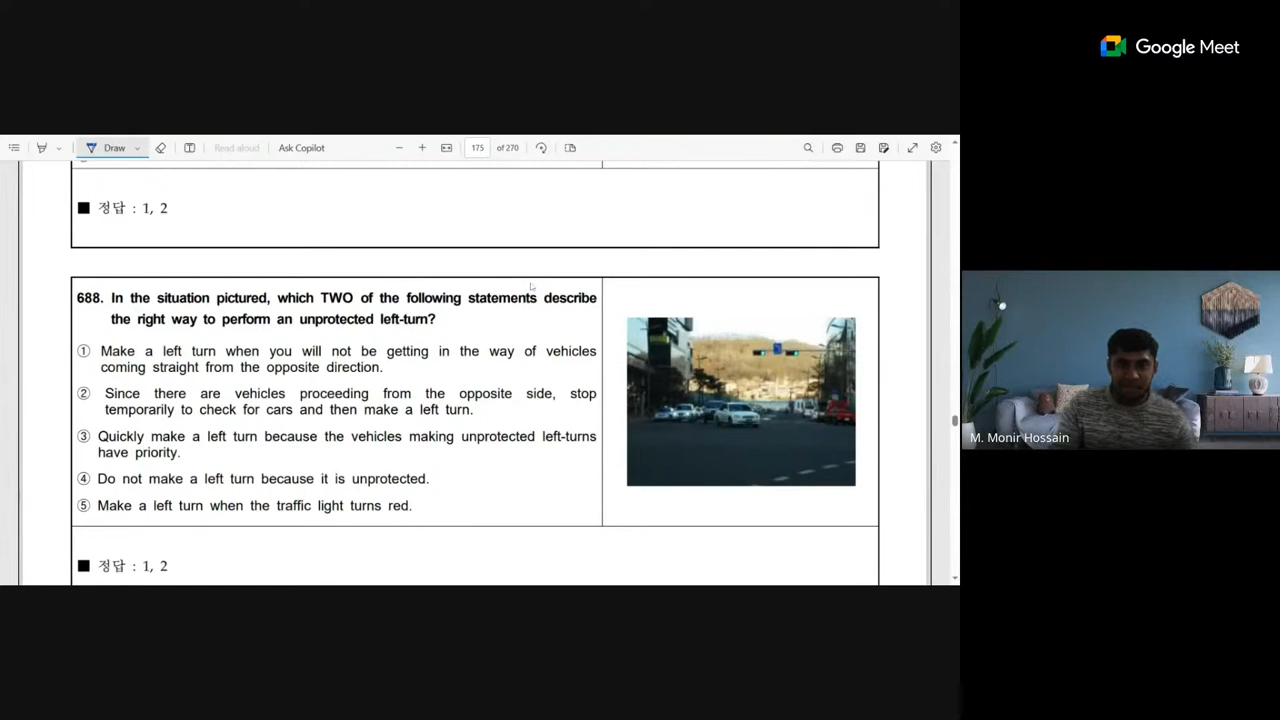 Google Meet
Draw
Read aloud
Ask Copilot
175
of 270
■ 정답 : 1, 2
688. In the situation pictured, which TWO of the following statements describe
the right way to perform an unprotected left-turn?
① Make a left turn when you will not be getting in the way of vehicles
coming straight from the opposite direction.
② Since there are vehicles proceeding from the opposite side, stop
temporarily to check for cars and then make a left turn.
③ Quickly make a left turn because the vehicles making unprotected left-turns
have priority.
④ Do not make a left turn because it is unprotected.
⑤ Make a left turn when the traffic light turns red.
■ 정답 : 1, 2
M. Monir Hossain